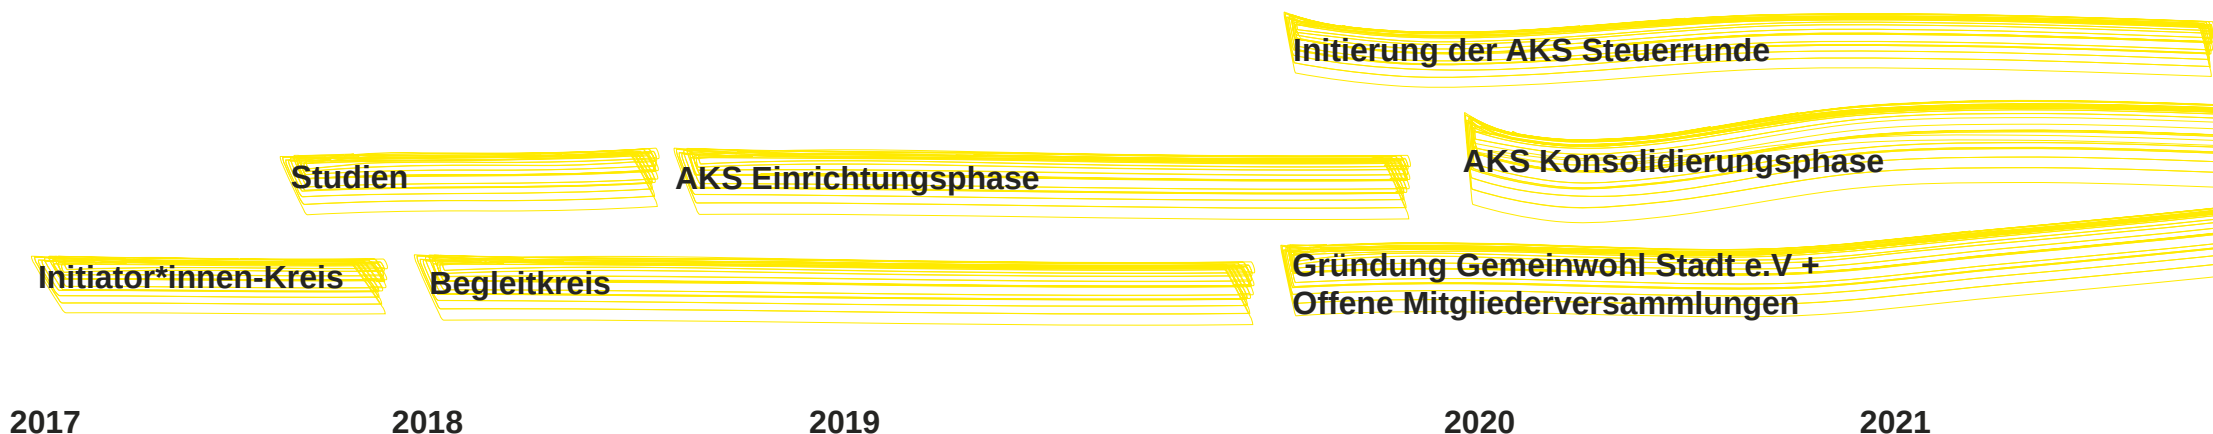 Initierung der AKS Steuerrunde
AKS Konsolidierungsphase
Studien
AKS Einrichtungsphase
Initiator*innen-Kreis
Begleitkreis
Gründung Gemeinwohl Stadt e.V +
Offene Mitgliederversammlungen
2017
2018
2019
2020
2021